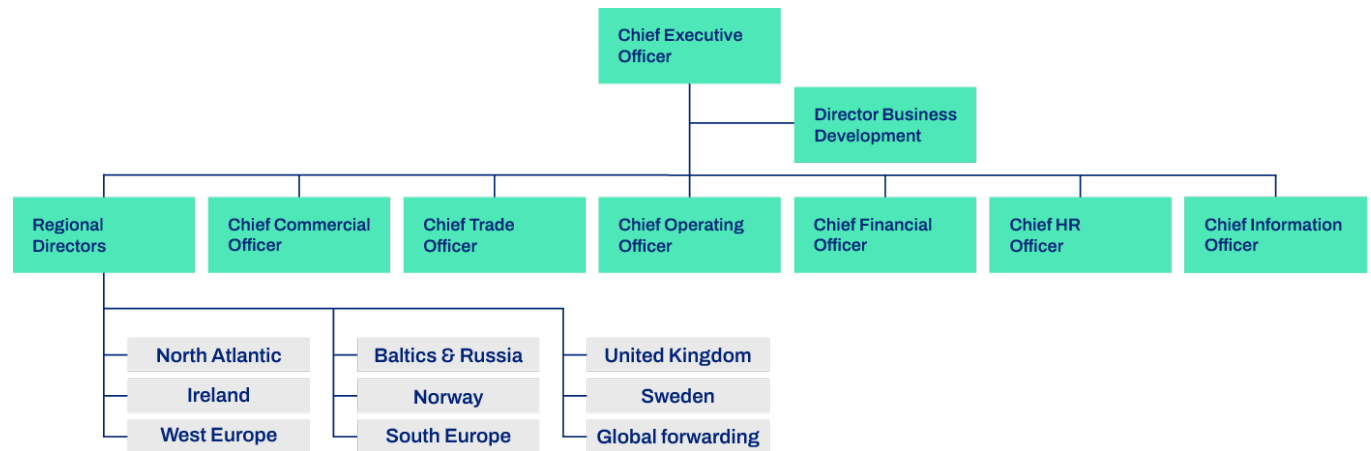 Chief Executive
Officer
Director Business
Development
Regional
Directors
Chief Commercial
Officer
Chief Trade
Officer
Chief Operating
Officer
Chief Financial
Officer
Chief HR
Officer
Chief Information
Officer
North Atlantic
Baltics & Russia
United Kingdom
Ireland
Norway
Sweden
West Europe
South Europe
Global forwarding